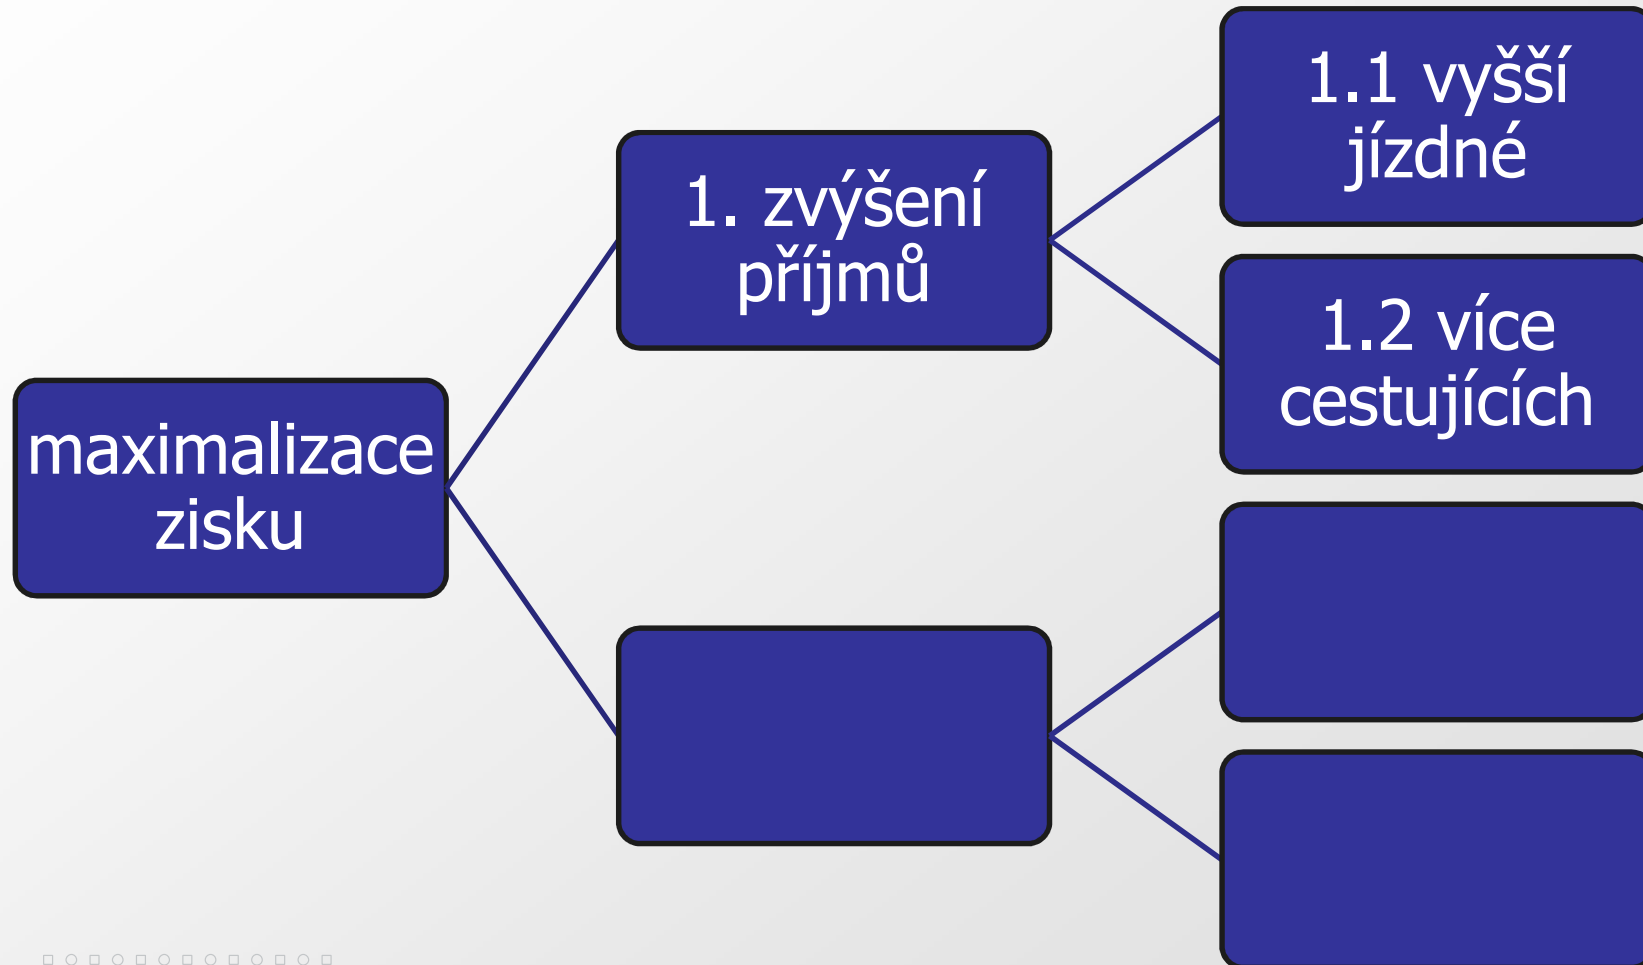 1.1 vyšší
jízdné
1. zvýšení
příjmů
1.2 více
cestujících
maximalizace
zisku